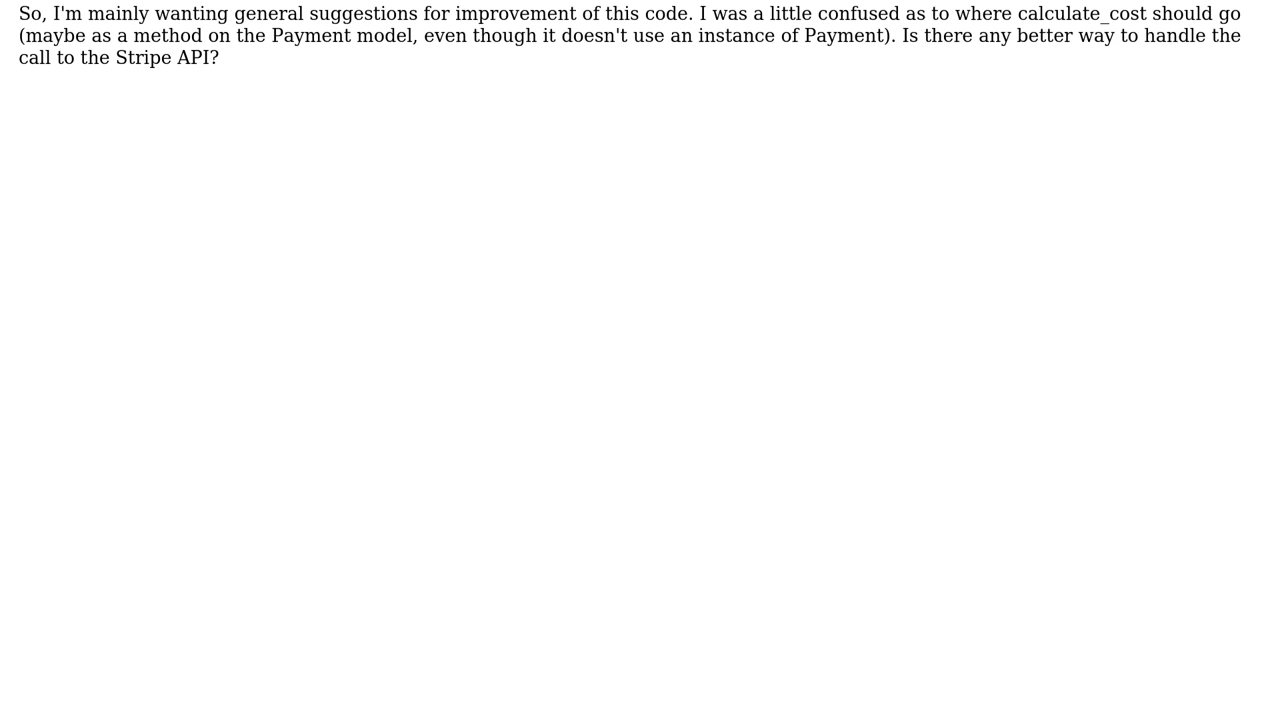 So, I'm mainly wanting general suggestions for improvement of this code. I was a little confused as to where calculate_cost should go
(maybe as a method on the Payment model, even though it doesn't use an instance of Payment). Is there any better way to handle the
call to the Stripe API?